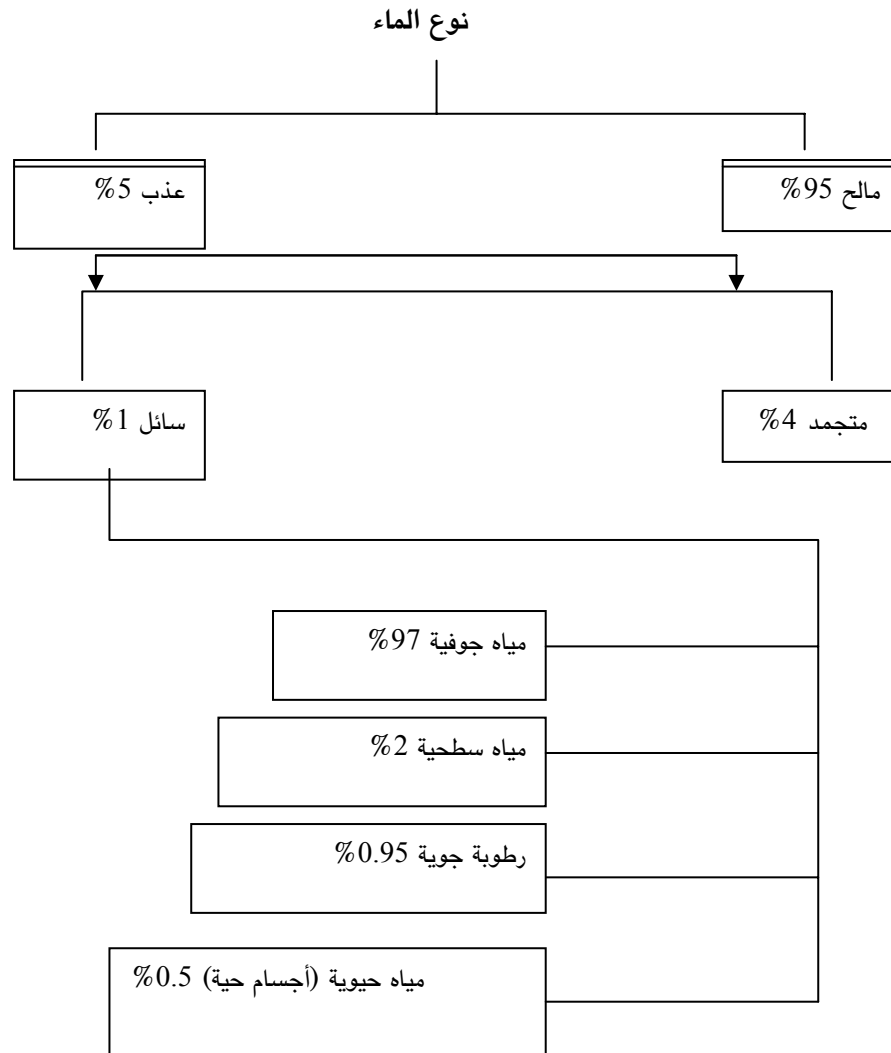 نوع الماء
مالح 95%
عذب 5%
متجمد 4%
سائل 1%
مياه جوفية 97%
مياه سطحية 2%
رطوبة جوية 0.95%
مياه حيوية (أجسام حية) 0.5%